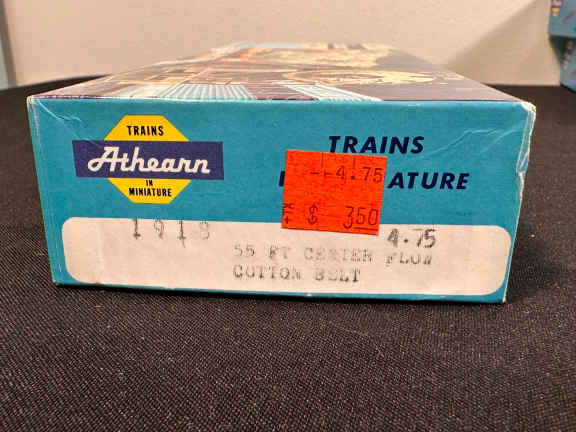 TRAINS
Athearn
IN
MINIATURE
TRAINS
ATURE
4.75
$ 350
1918
4.75
55 FT CENTER FLOW
COTTON BELT